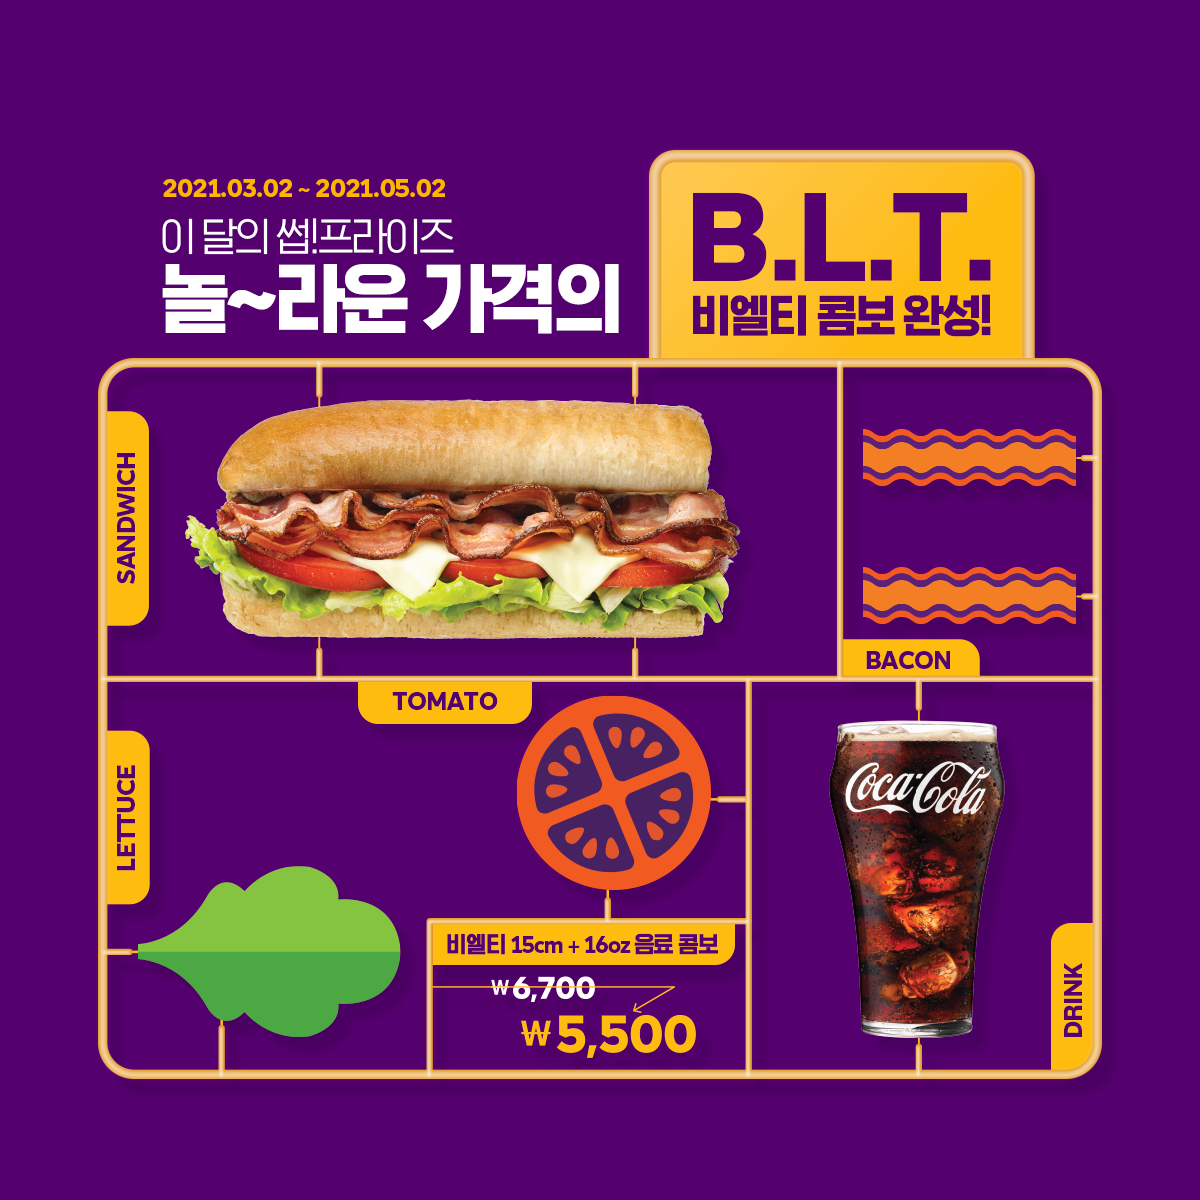 2021.03.02 ~ 2021.05.02
이 달의 썹!프라이즈
놀~라운 가격의
B.L.T.
비엘티 콤보 완성!
SANDWICH
BACON
TOMATO
LETTUCE
Coca-Cola
비엘티 15cm + 16oz 음료 콤보
₩6,700
₩5,500
DRINK